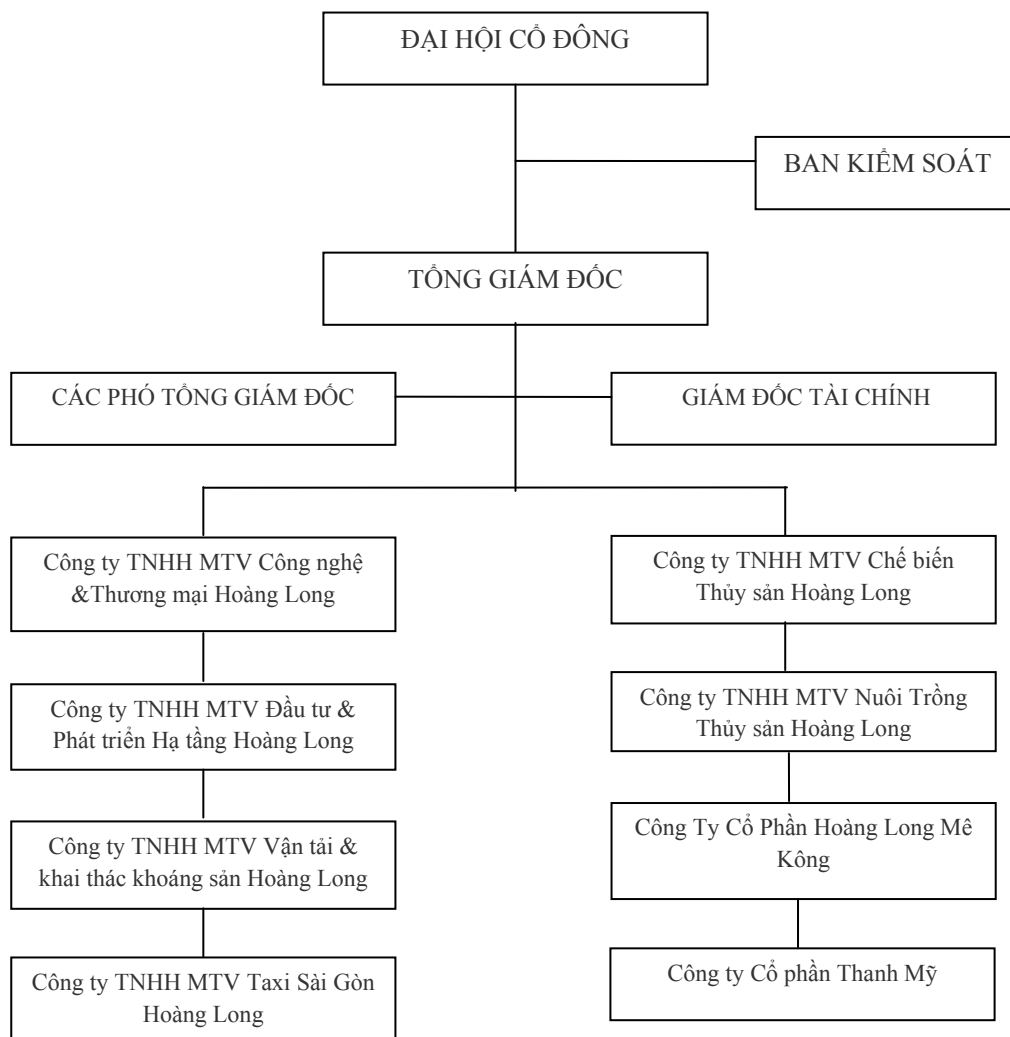 ĐẠI HỘI CỔ ĐÔNG
BAN KIỂM SOÁT
TỔNG GIÁM ĐỐC
CÁC PHÓ TỔNG GIÁM ĐỐC
GIÁM ĐỐC TÀI CHÍNH
Công ty TNHH MTV Công nghệ
&Thương mại Hoàng Long
Công ty TNHH MTV Chế biến
Thủy sản Hoàng Long
Công ty TNHH MTV Đầu tư &
Phát triển Hạ tầng Hoàng Long
Công ty TNHH MTV Nuôi Trồng
Thủy sản Hoàng Long
Công ty TNHH MTV Vận tải &
khai thác khoáng sản Hoàng Long
Công Ty Cổ Phần Hoàng Long Mê
Kông
Công ty TNHH MTV Taxi Sài Gòn
Hoàng Long
Công ty Cổ phần Thanh Mỹ